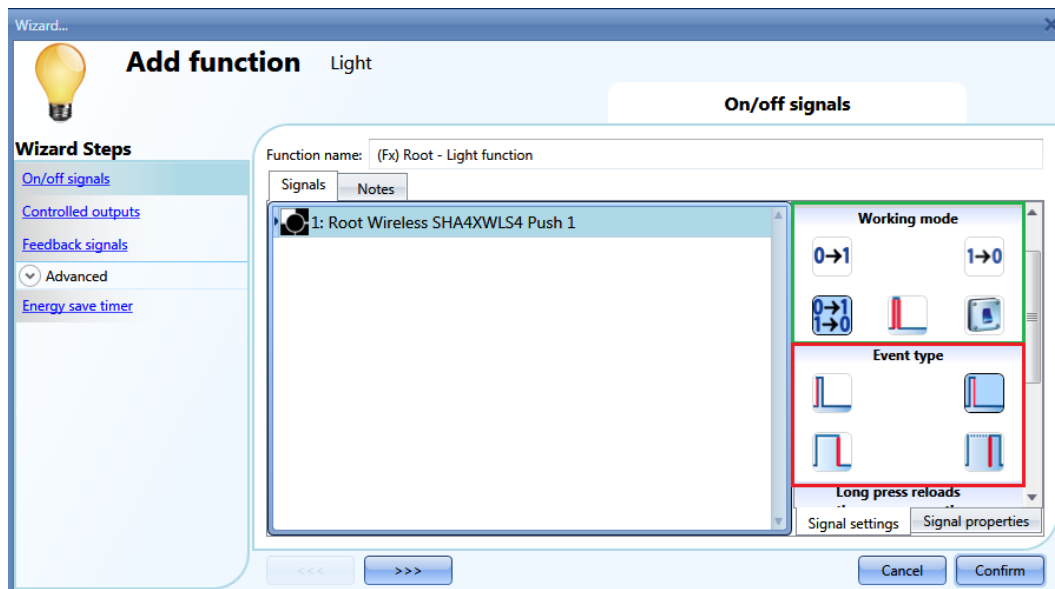 Wizard...
Add function Light
On/off signals
Wizard Steps
On/off signals
Controlled outputs
Feedback signals
Advanced
Energy save timer
Function name: (Fx) Root - Light function
Signals Notes
1: Root Wireless SHA4XWLS4 Push 1
Working mode
0→1 1→0
0→1
1→0
Event type
Long press reloads
Signal settings Signal properties
<<< >>> Cancel Confirm